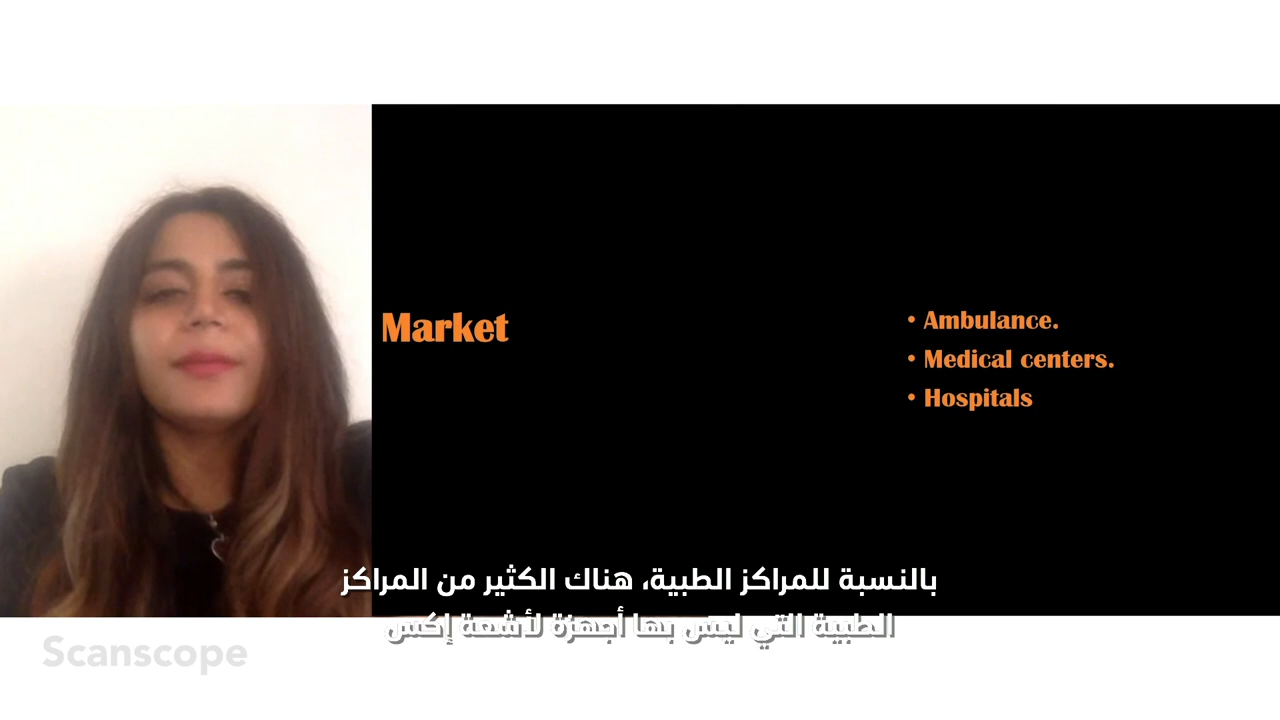 Market
• Ambulance.
• Medical centers.
• Hospitals
بالنسبة للمراكز الطبية، هناك الكثير من المراكز
الطبية التي ليس بها أجهزة لأشعة إكس
Scanscope